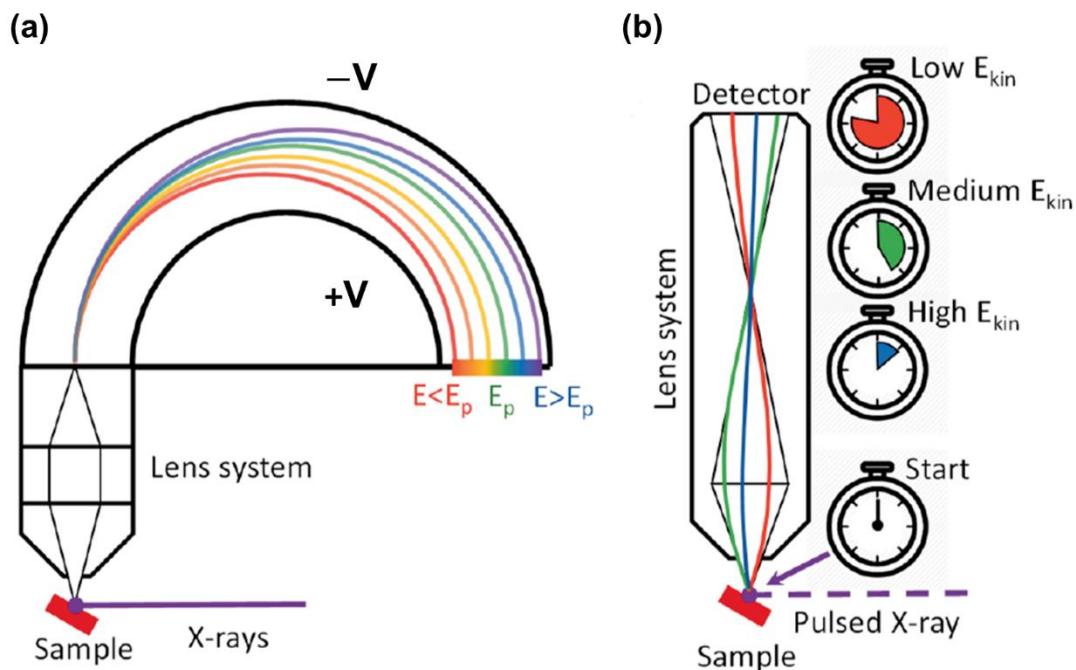 (a)
−V
+V
E<Eₚ
Eₚ
E>Eₚ
Lens system
Sample
X-rays
(b)
Detector
Lens system
Low Eₖᵢₙ
Medium Eₖᵢₙ
High Eₖᵢₙ
Start
Pulsed X-ray
Sample